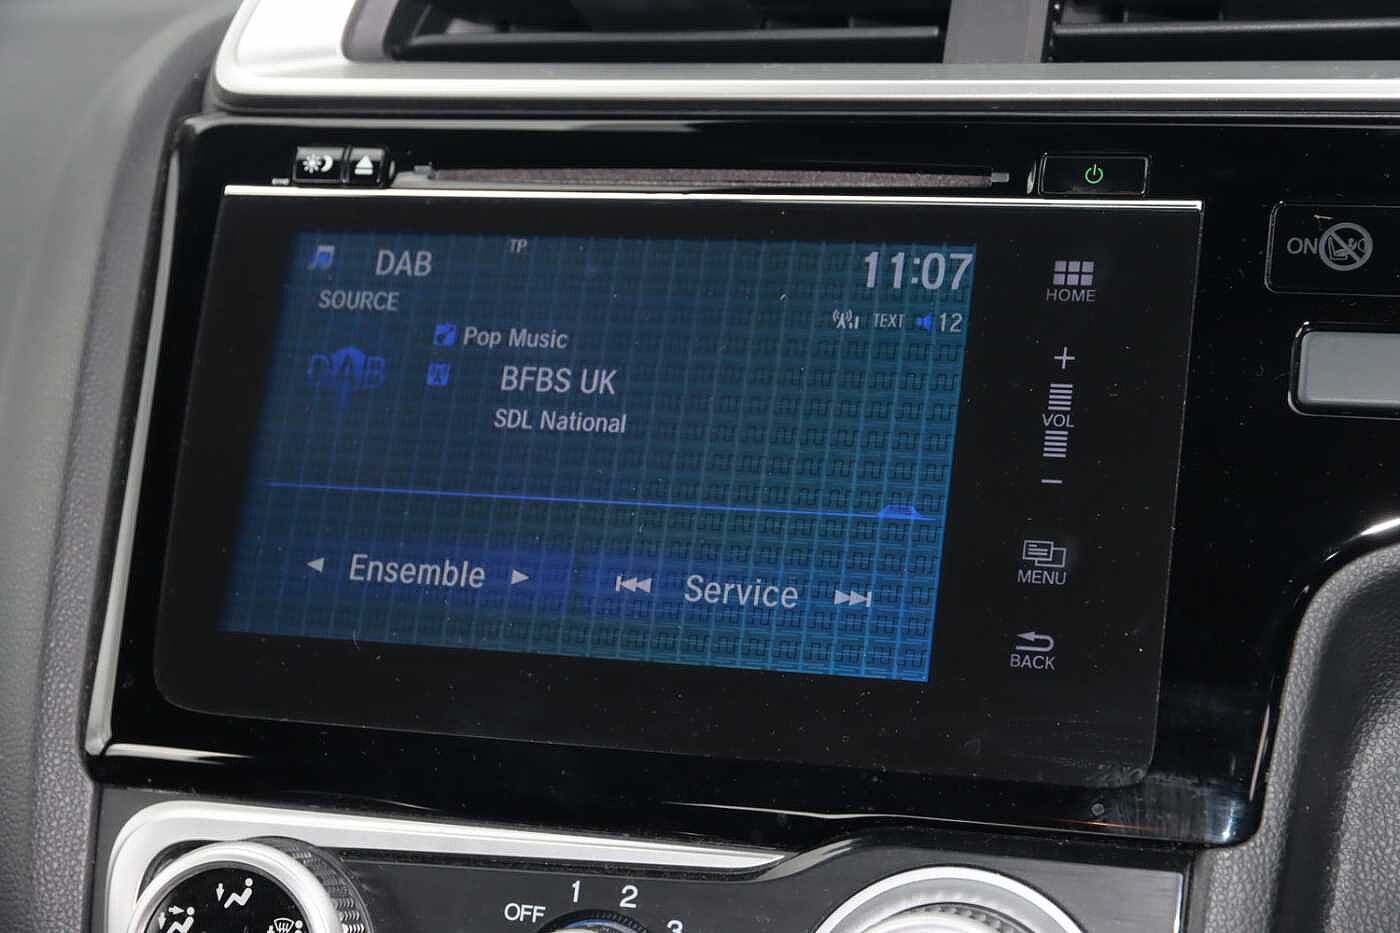 TP
DAB
11:07
SOURCE
TEXT
12
Pop Music
DAB
BFBS UK
SDL National
Ensemble
Service
HOME
+
VOL
−
MENU
BACK
ON
OFF
1
2
3